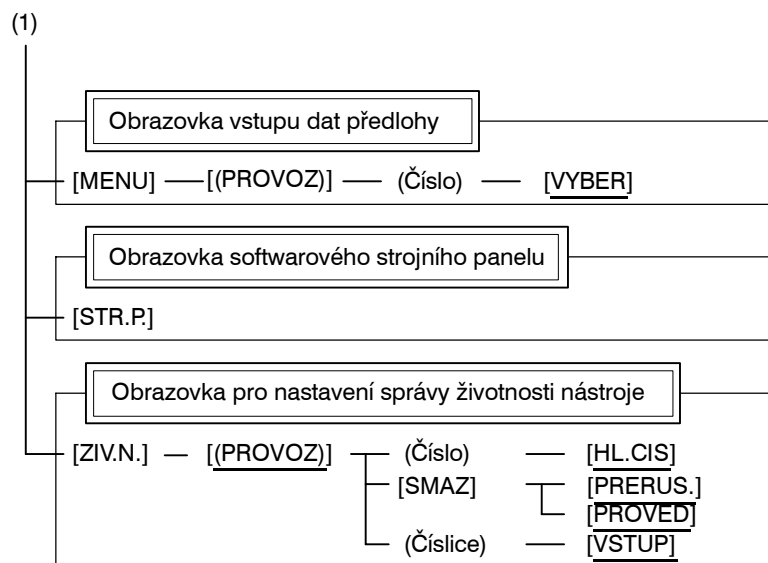 (1)
Obrazovka vstupu dat předlohy
[MENU] [(PROVOZ)] (Číslo) [VYBER]
Obrazovka softwarového strojního panelu
[STR.P.]
Obrazovka pro nastavení správy životnosti nástroje
[ZIV.N.] [(PROVOZ)] (Číslo) [HL.CIS]
[SMAZ] [PRERUS.]
[PROVED]
(Číslice) [VSTUP]